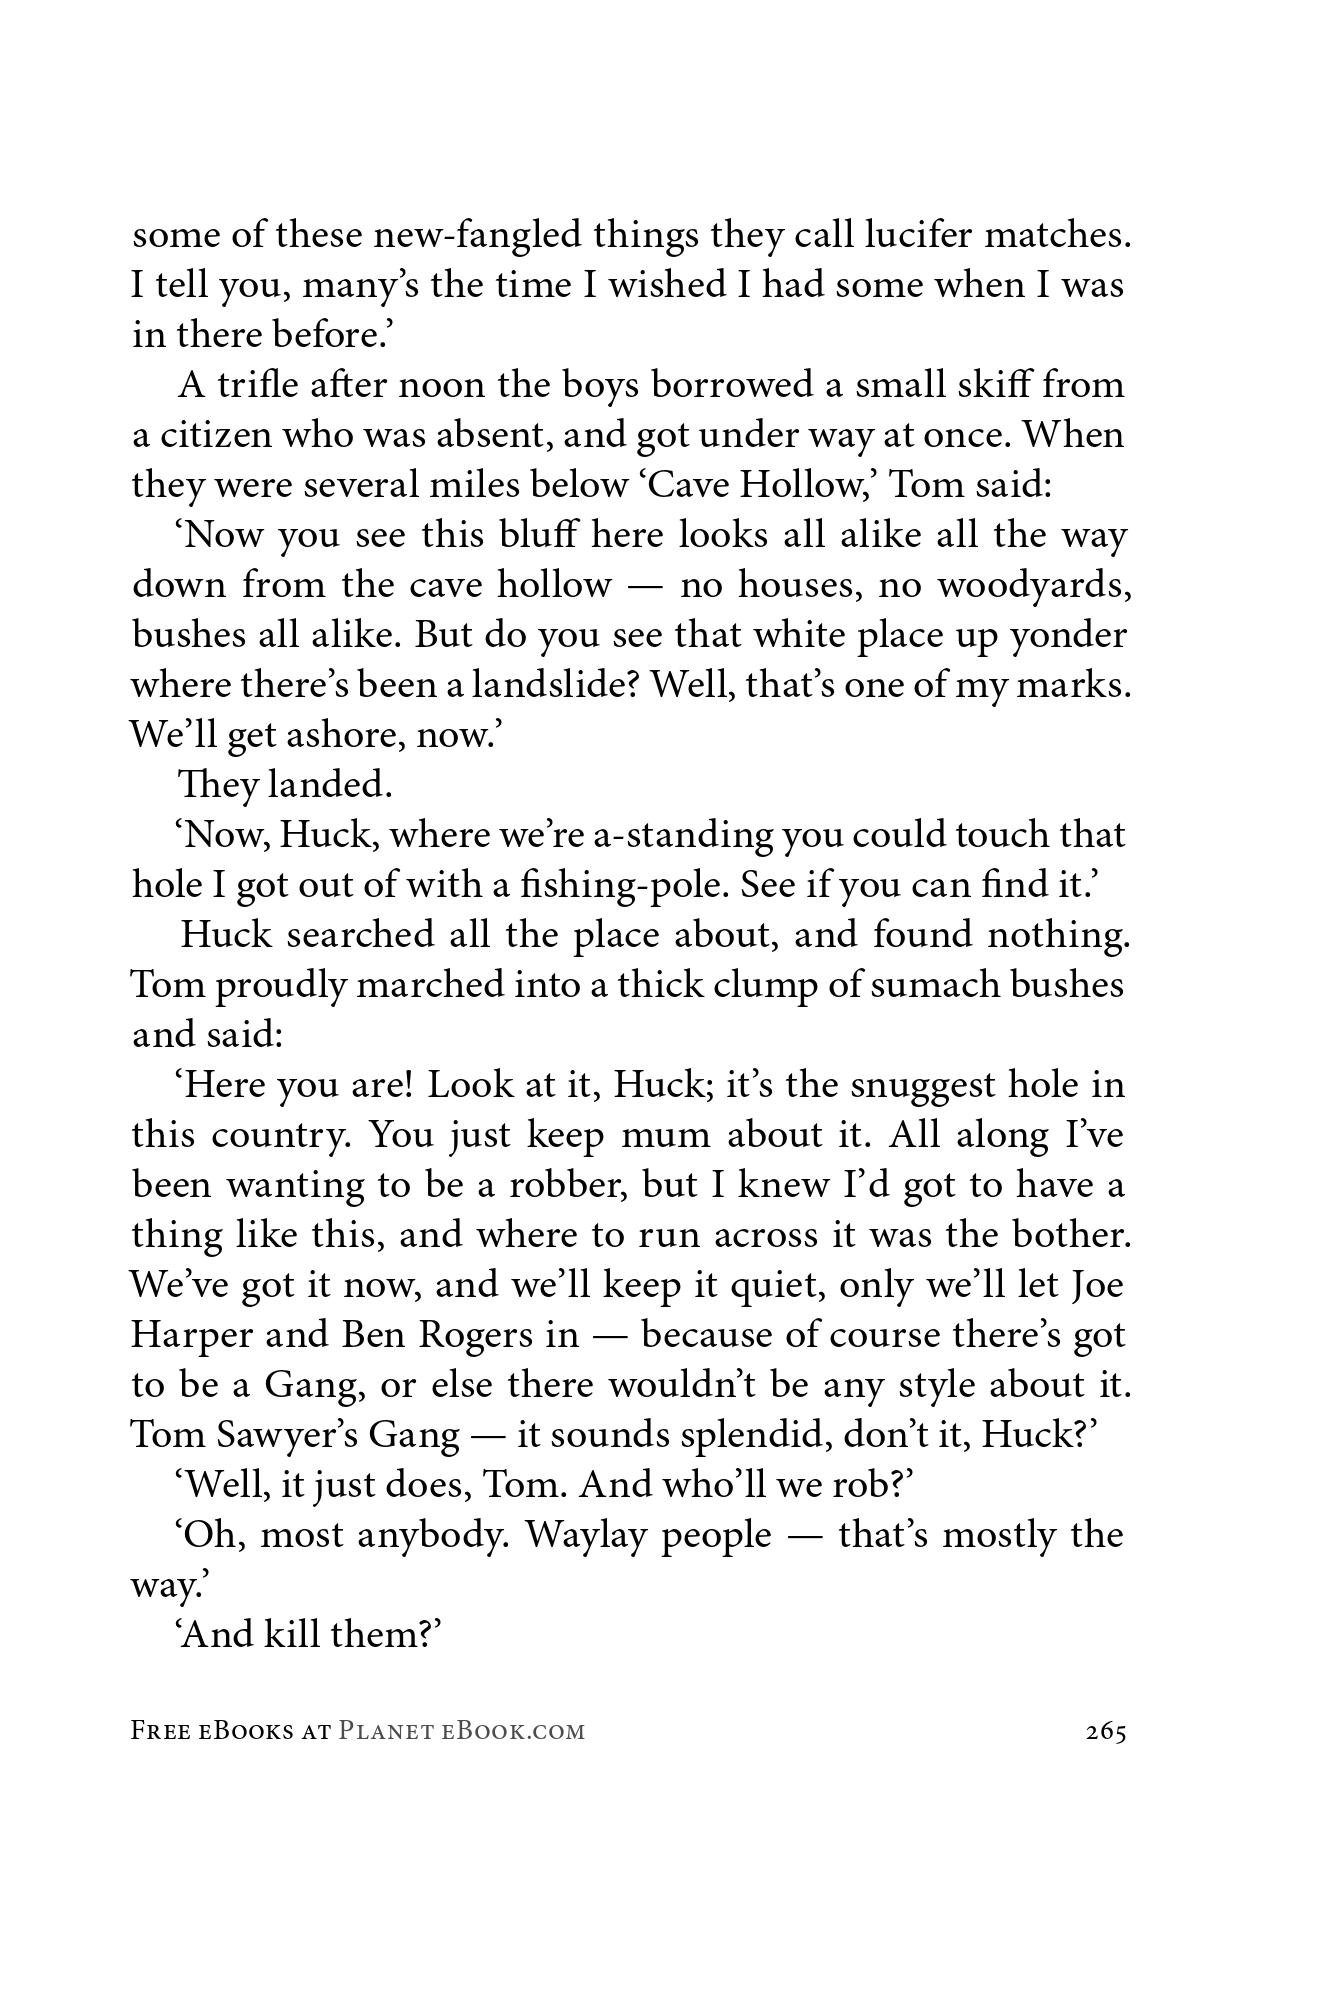 some of these new-fangled things they call lucifer matches.
I tell you, many’s the time I wished I had some when I was
in there before.’
A trifle after noon the boys borrowed a small skiff from
a citizen who was absent, and got under way at once. When
they were several miles below ‘Cave Hollow,’ Tom said:
‘Now you see this bluff here looks all alike all the way
down from the cave hollow — no houses, no woodyards,
bushes all alike. But do you see that white place up yonder
where there’s been a landslide? Well, that’s one of my marks.
We’ll get ashore, now.’
They landed.
‘Now, Huck, where we’re a-standing you could touch that
hole I got out of with a fishing-pole. See if you can find it.’
Huck searched all the place about, and found nothing.
Tom proudly marched into a thick clump of sumach bushes
and said:
‘Here you are! Look at it, Huck; it’s the snuggest hole in
this country. You just keep mum about it. All along I’ve
been wanting to be a robber, but I knew I’d got to have a
thing like this, and where to run across it was the bother.
We’ve got it now, and we’ll keep it quiet, only we’ll let Joe
Harper and Ben Rogers in — because of course there’s got
to be a Gang, or else there wouldn’t be any style about it.
Tom Sawyer’s Gang — it sounds splendid, don’t it, Huck?’
‘Well, it just does, Tom. And who’ll we rob?’
‘Oh, most anybody. Waylay people — that’s mostly the
way.’
‘And kill them?’
Free eBooks at Planet eBook.com 265